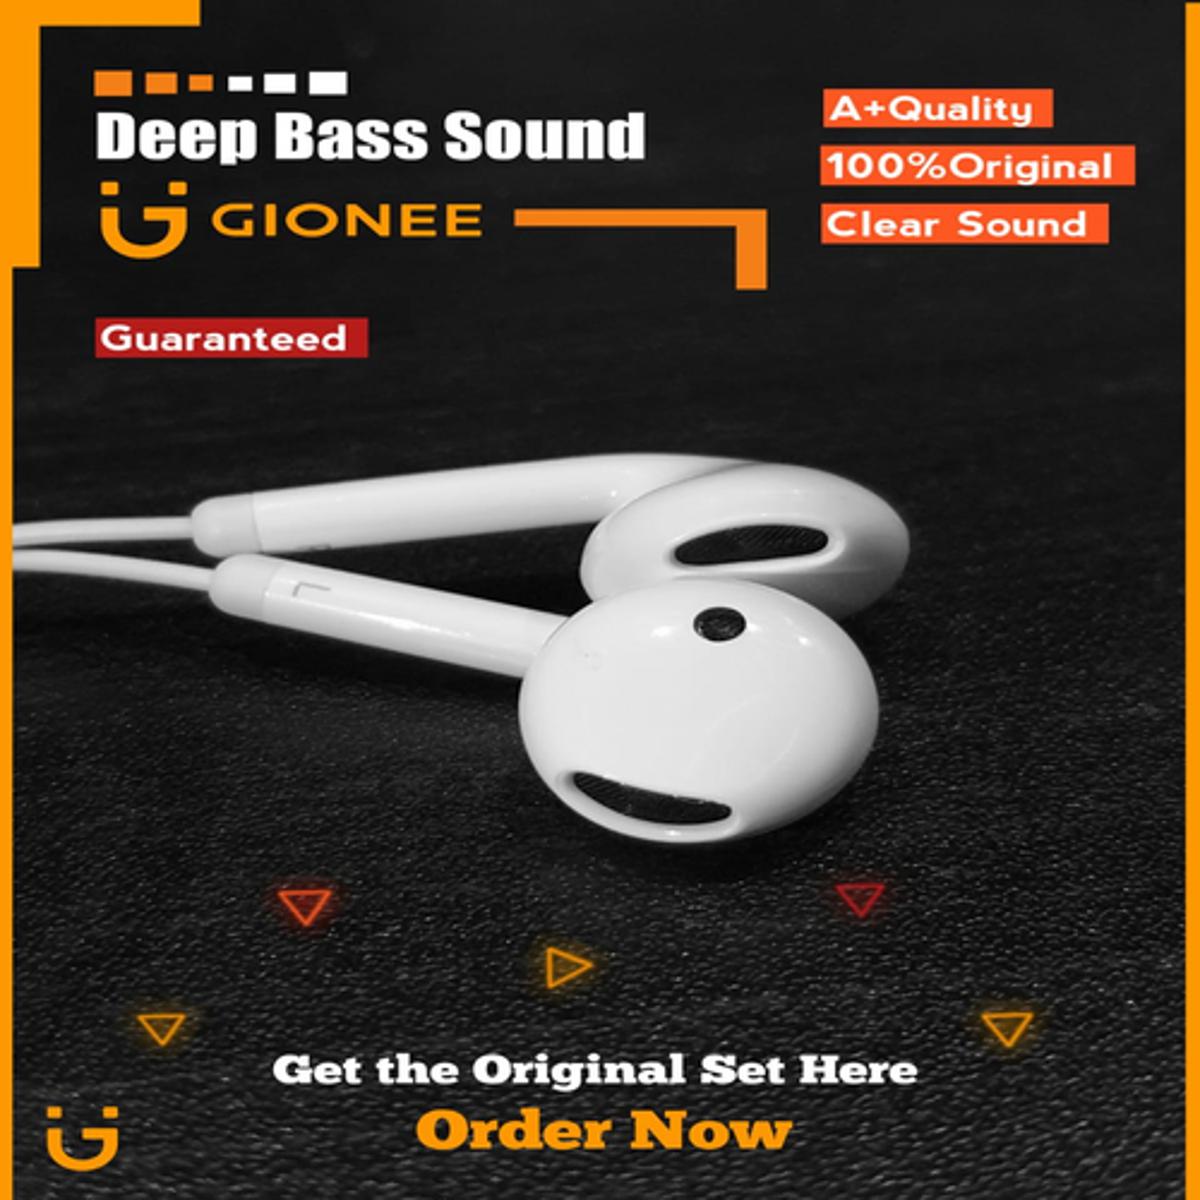 Deep Bass Sound
GIONEE
A+Quality
100%Original
Clear Sound
Guaranteed
L
Get the Original Set Here
Order Now